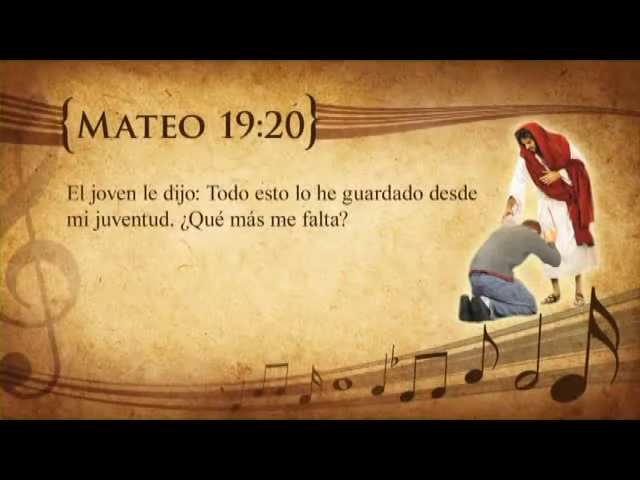 {MATEO 19:20}
El joven le dijo: Todo esto lo he guardado desde
mi juventud. ¿Qué más me falta?